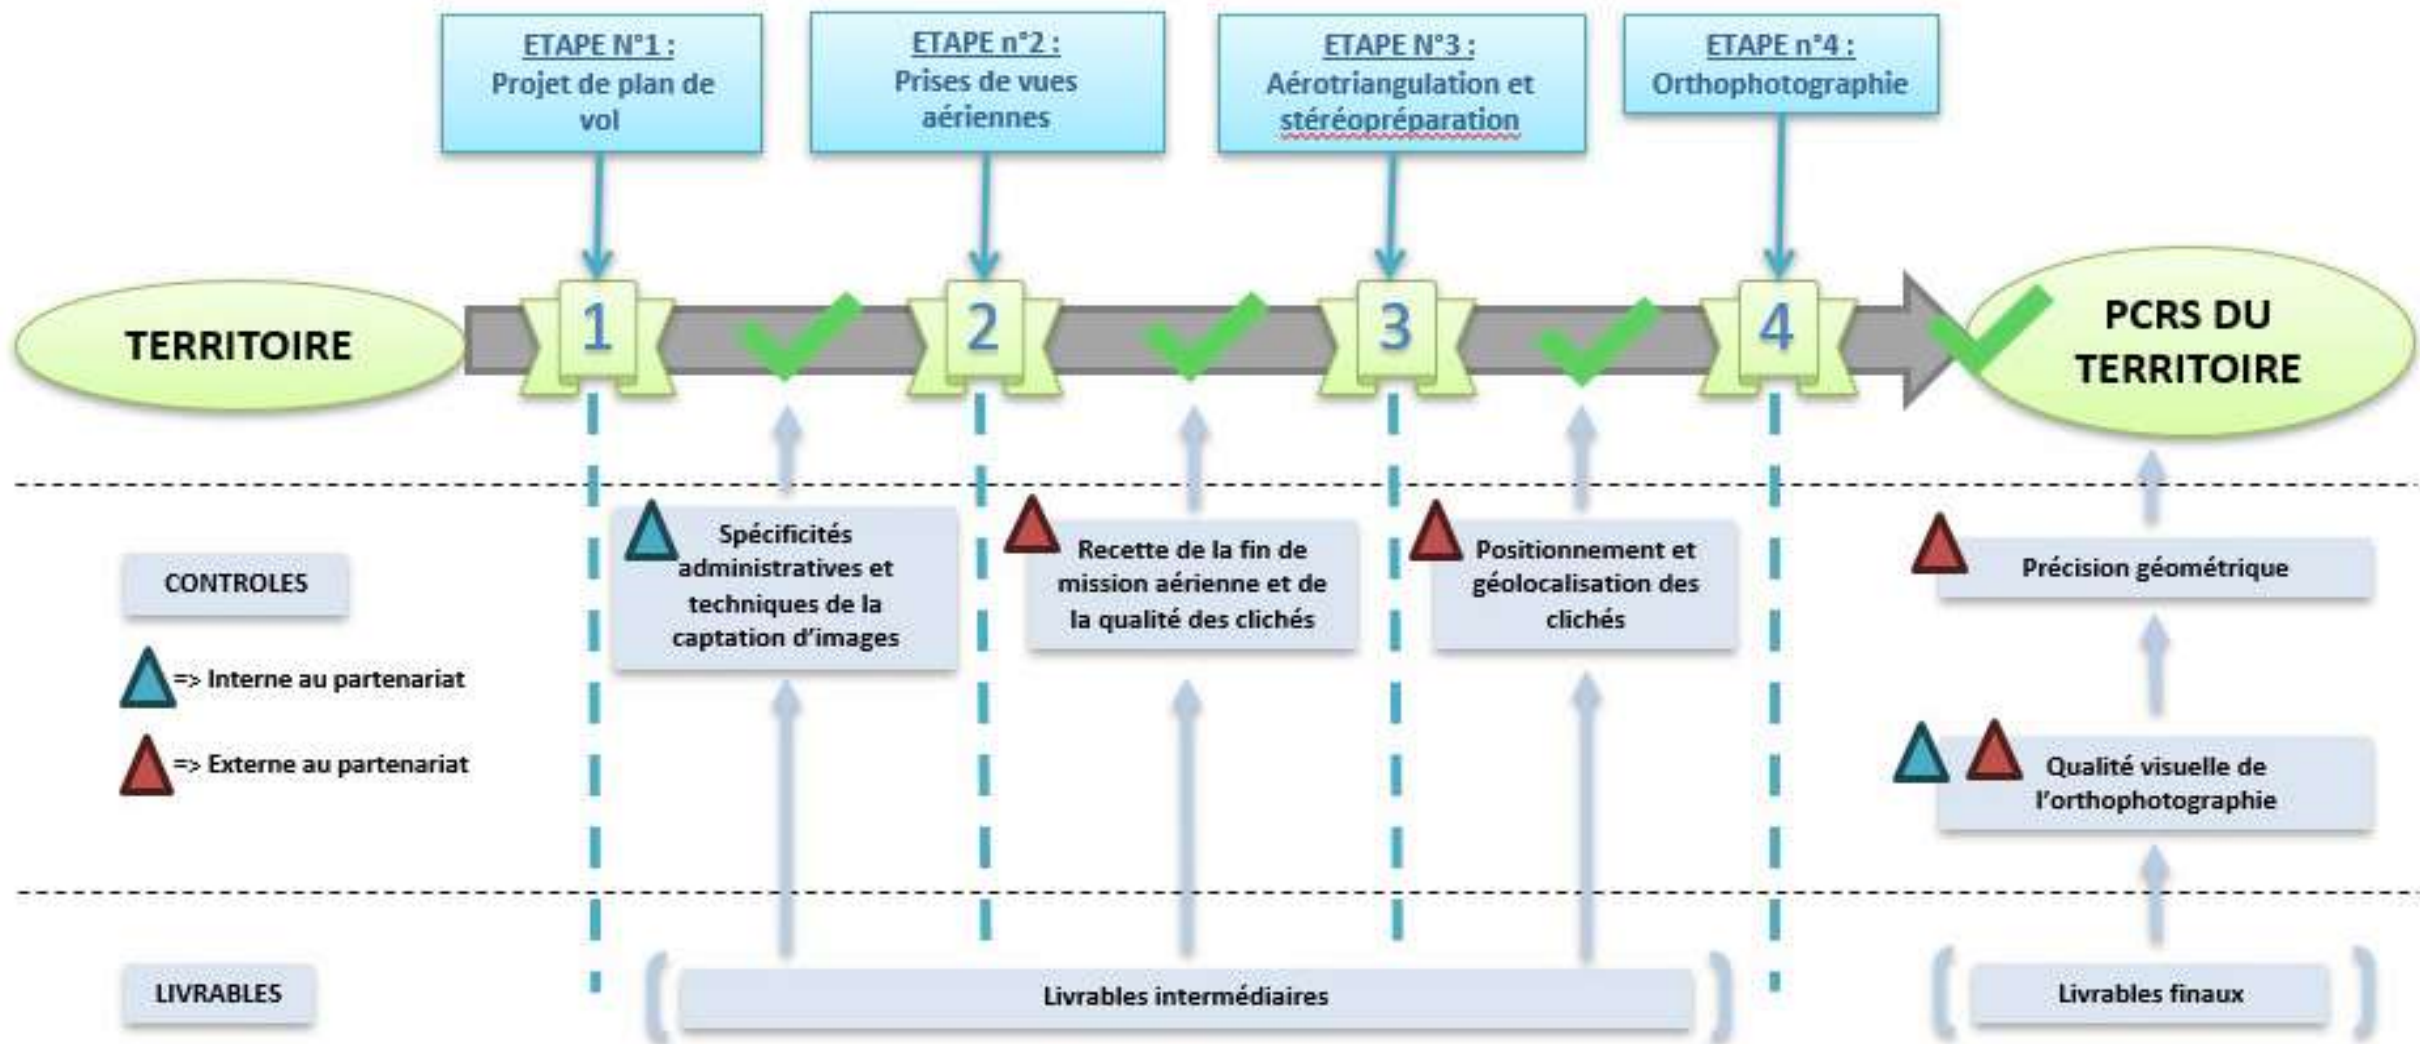 ETAPE N°1 :
Projet de plan de
vol
ETAPE n°2 :
Prises de vues
aériennes
ETAPE N°3 :
Aérotriangulation et
stéréopréparation
ETAPE n°4 :
Orthophotographie
TERRITOIRE
1
2
3
4
PCRS DU
TERRITOIRE
CONTROLES
=> Interne au partenariat
=> Externe au partenariat
Spécificités
administratives et
techniques de la
captation d'images
Recette de la fin de
mission aérienne et de
la qualité des clichés
Positionnement et
géolocalisation des
clichés
Précision géométrique
Qualité visuelle de
l'orthophotographie
LIVRABLES
Livrables intermédiaires
Livrables finaux